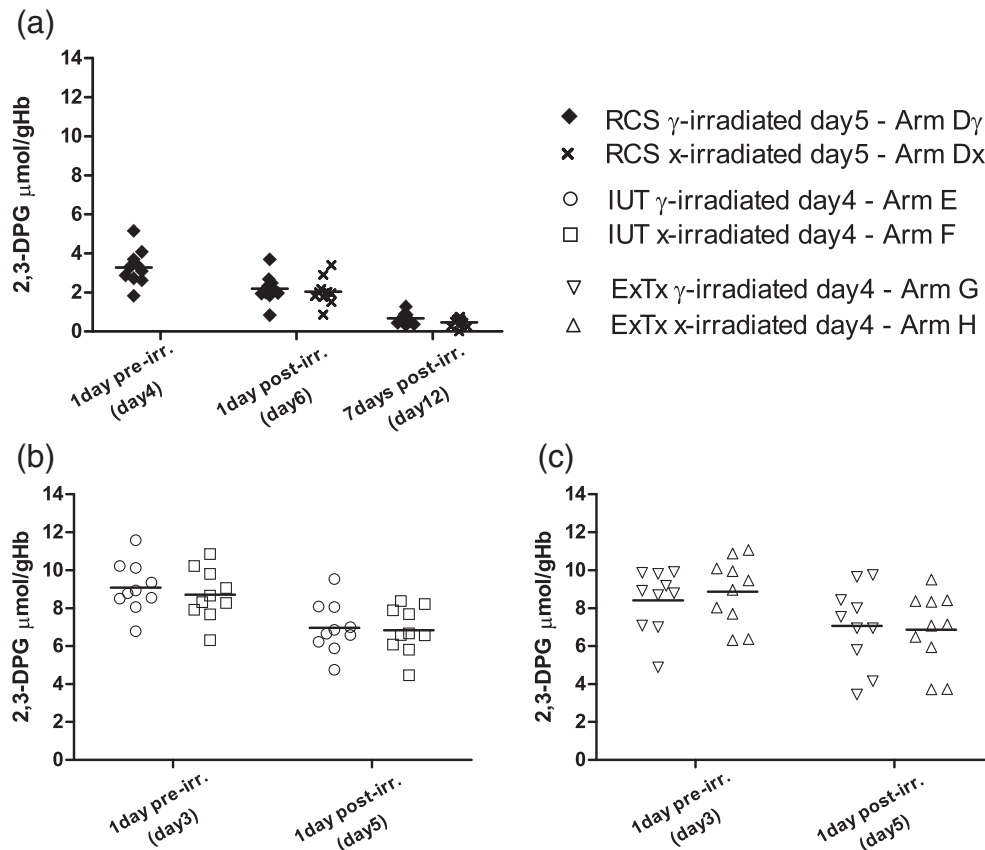 (a)
14
12
10
8
6
4
2
0
2,3-DPG μmol/gHb
1day pre-irr.
(day4)
1day post-irr.
(day6)
7days post-irr.
(day12)
RCS γ-irradiated day5 - Arm Dγ
RCS x-irradiated day5 - Arm Dx
IUT γ-irradiated day4 - Arm E
IUT x-irradiated day4 - Arm F
ExTx γ-irradiated day4 - Arm G
ExTx x-irradiated day4 - Arm H
(b)
14
12
10
8
6
4
2
0
2,3-DPG μmol/gHb
1day pre-irr.
(day3)
1day post-irr.
(day5)
(c)
14
12
10
8
6
4
2
0
2,3-DPG μmol/gHb
1day pre-irr.
(day3)
1day post-irr.
(day5)